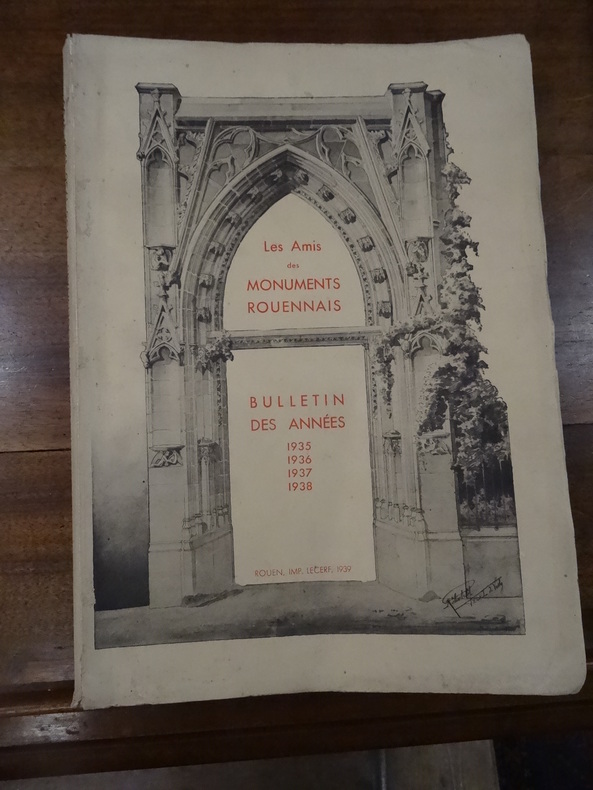 Les Amis
des
MONUMENTS
ROUENNAIS
BULLETIN
DES ANNÉES
1935
1936
1937
1938
ROUEN, IMP. LECERF, 1939